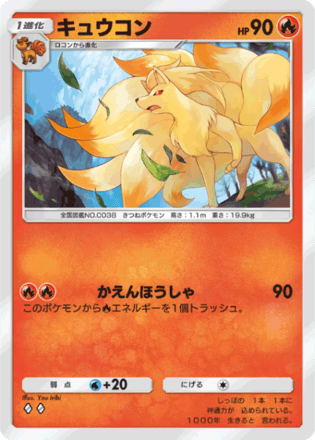 1進化 キュウコン HP 90
ロコンから進化
全国図鑑NO.0038 きつねポケモン 高さ：1.1m 重さ：19.9kg
かえんほうしゃ 90
このポケモンからエネルギーを1個トラッシュ。
弱点 +20 にげる
Illus. You Iribi
しっぽの 1本 1本に
神通力が 込められている。
1000年 生きると 言われる。